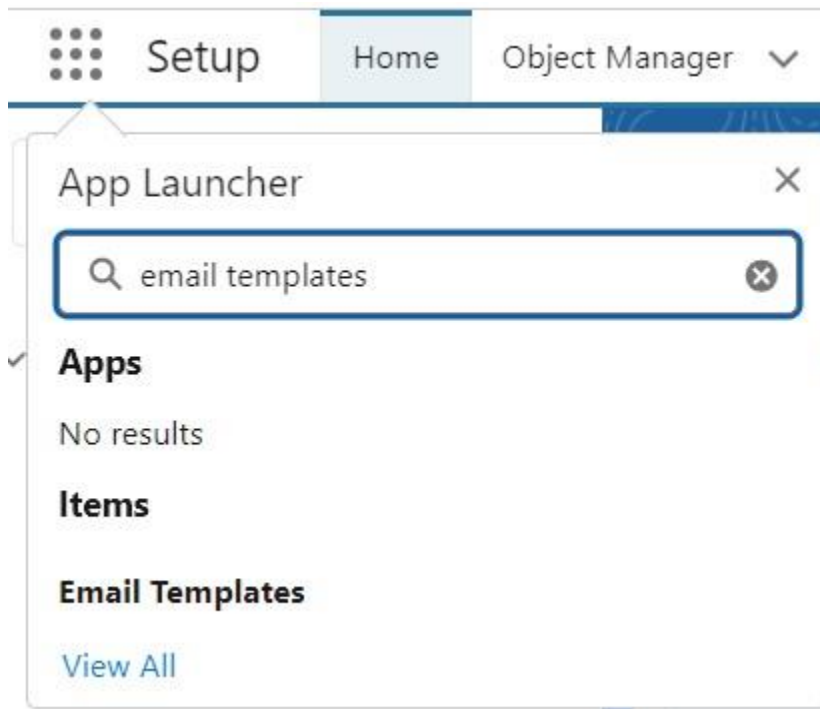 Setup Home Object Manager
App Launcher
email templates
Apps
No results
Items
Email Templates
View All